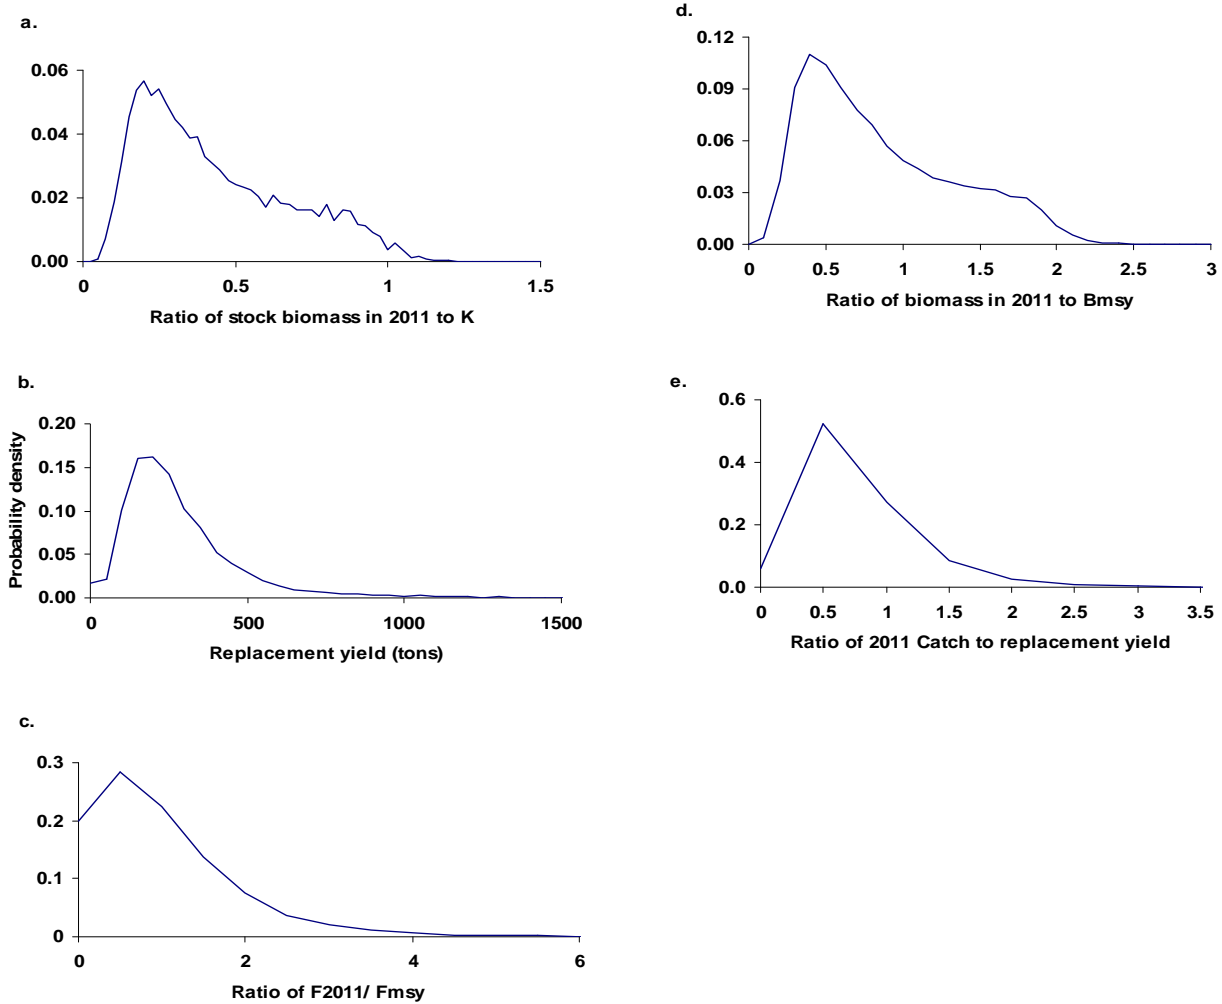 a.
0.06
0.04
0.02
0.00
0 0.5 1 1.5
Ratio of stock biomass in 2011 to K
d.
0.12
0.09
0.06
0.03
0.00
0 0.5 1 1.5 2 2.5 3
Ratio of biomass in 2011 to Bmsy
b.
Probability density
0.20
0.15
0.10
0.05
0.00
0 500 1000 1500
Replacement yield (tons)
e.
0.6
0.4
0.2
0.0
0 0.5 1 1.5 2 2.5 3 3.5
Ratio of 2011 Catch to replacement yield
c.
0.3
0.2
0.1
0
0 2 4 6
Ratio of F2011/ Fmsy